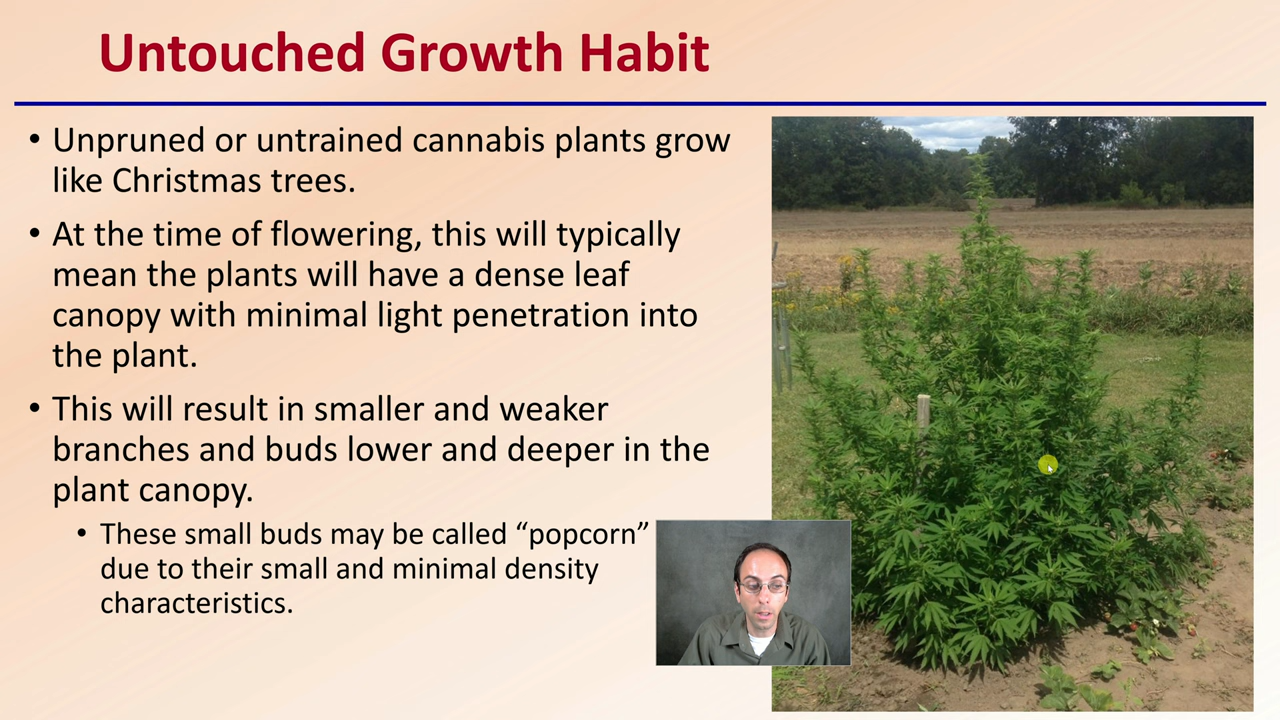 Untouched Growth Habit
• Unpruned or untrained cannabis plants grow
like Christmas trees.
• At the time of flowering, this will typically
mean the plants will have a dense leaf
canopy with minimal light penetration into
the plant.
• This will result in smaller and weaker
branches and buds lower and deeper in the
plant canopy.
• These small buds may be called “popcorn”
due to their small and minimal density
characteristics.